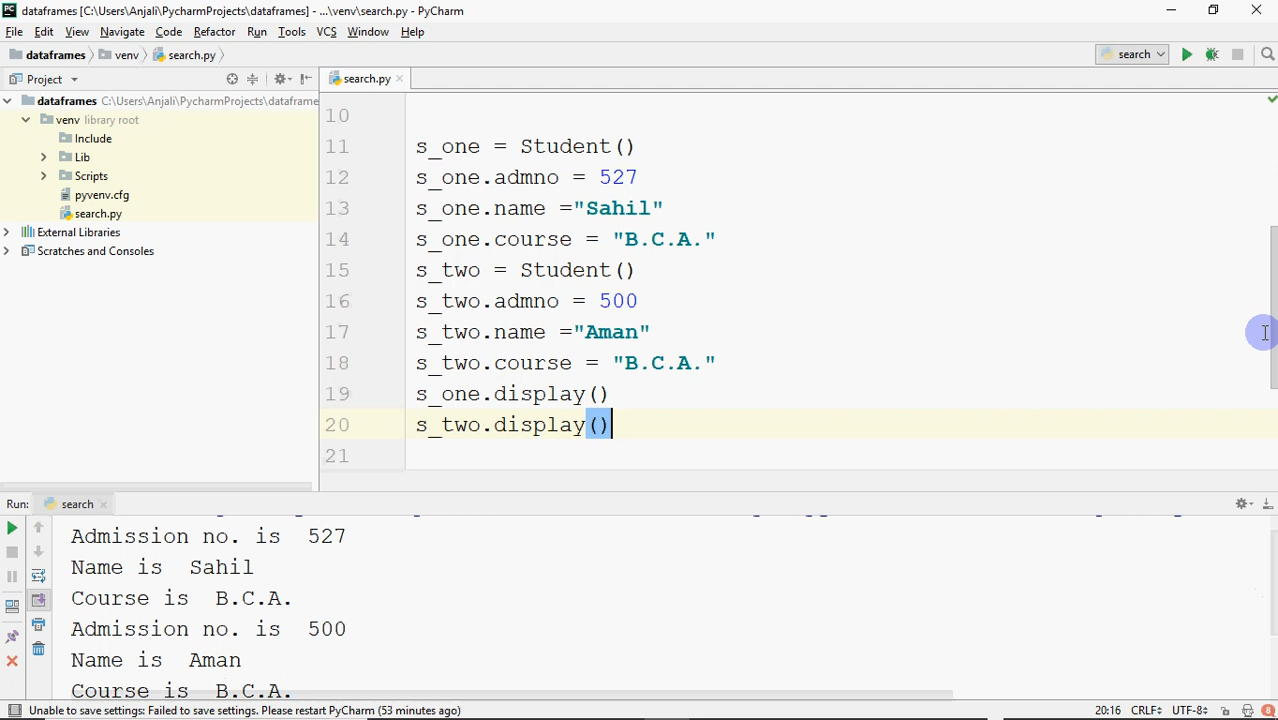 PC dataframes [C:\Users\Anjali\PycharmProjects\dataframes] - ...\venv\search.py - PyCharm
File Edit View Navigate Code Refactor Run Tools VCS Window Help
dataframes venv search.py search
Project search.py
dataframes C:\Users\Anjali\PycharmProjects\dataframe
venv library root
Include
Lib
Scripts
pyvenv.cfg
search.py
External Libraries
Scratches and Consoles
10
11 s_one = Student()
12 s_one.admno = 527
13 s_one.name ="Sahil"
14 s_one.course = "B.C.A."
15 s_two = Student()
16 s_two.admno = 500
17 s_two.name ="Aman"
18 s_two.course = "B.C.A."
19 s_one.display()
20 s_two.display()
21
Run: search
Admission no. is  527
Name is  Sahil
Course is  B.C.A.
Admission no. is  500
Name is  Aman
Course is  B.C.A.
Unable to save settings: Failed to save settings. Please restart PyCharm (53 minutes ago) 20:16 CRLF UTF-8 8